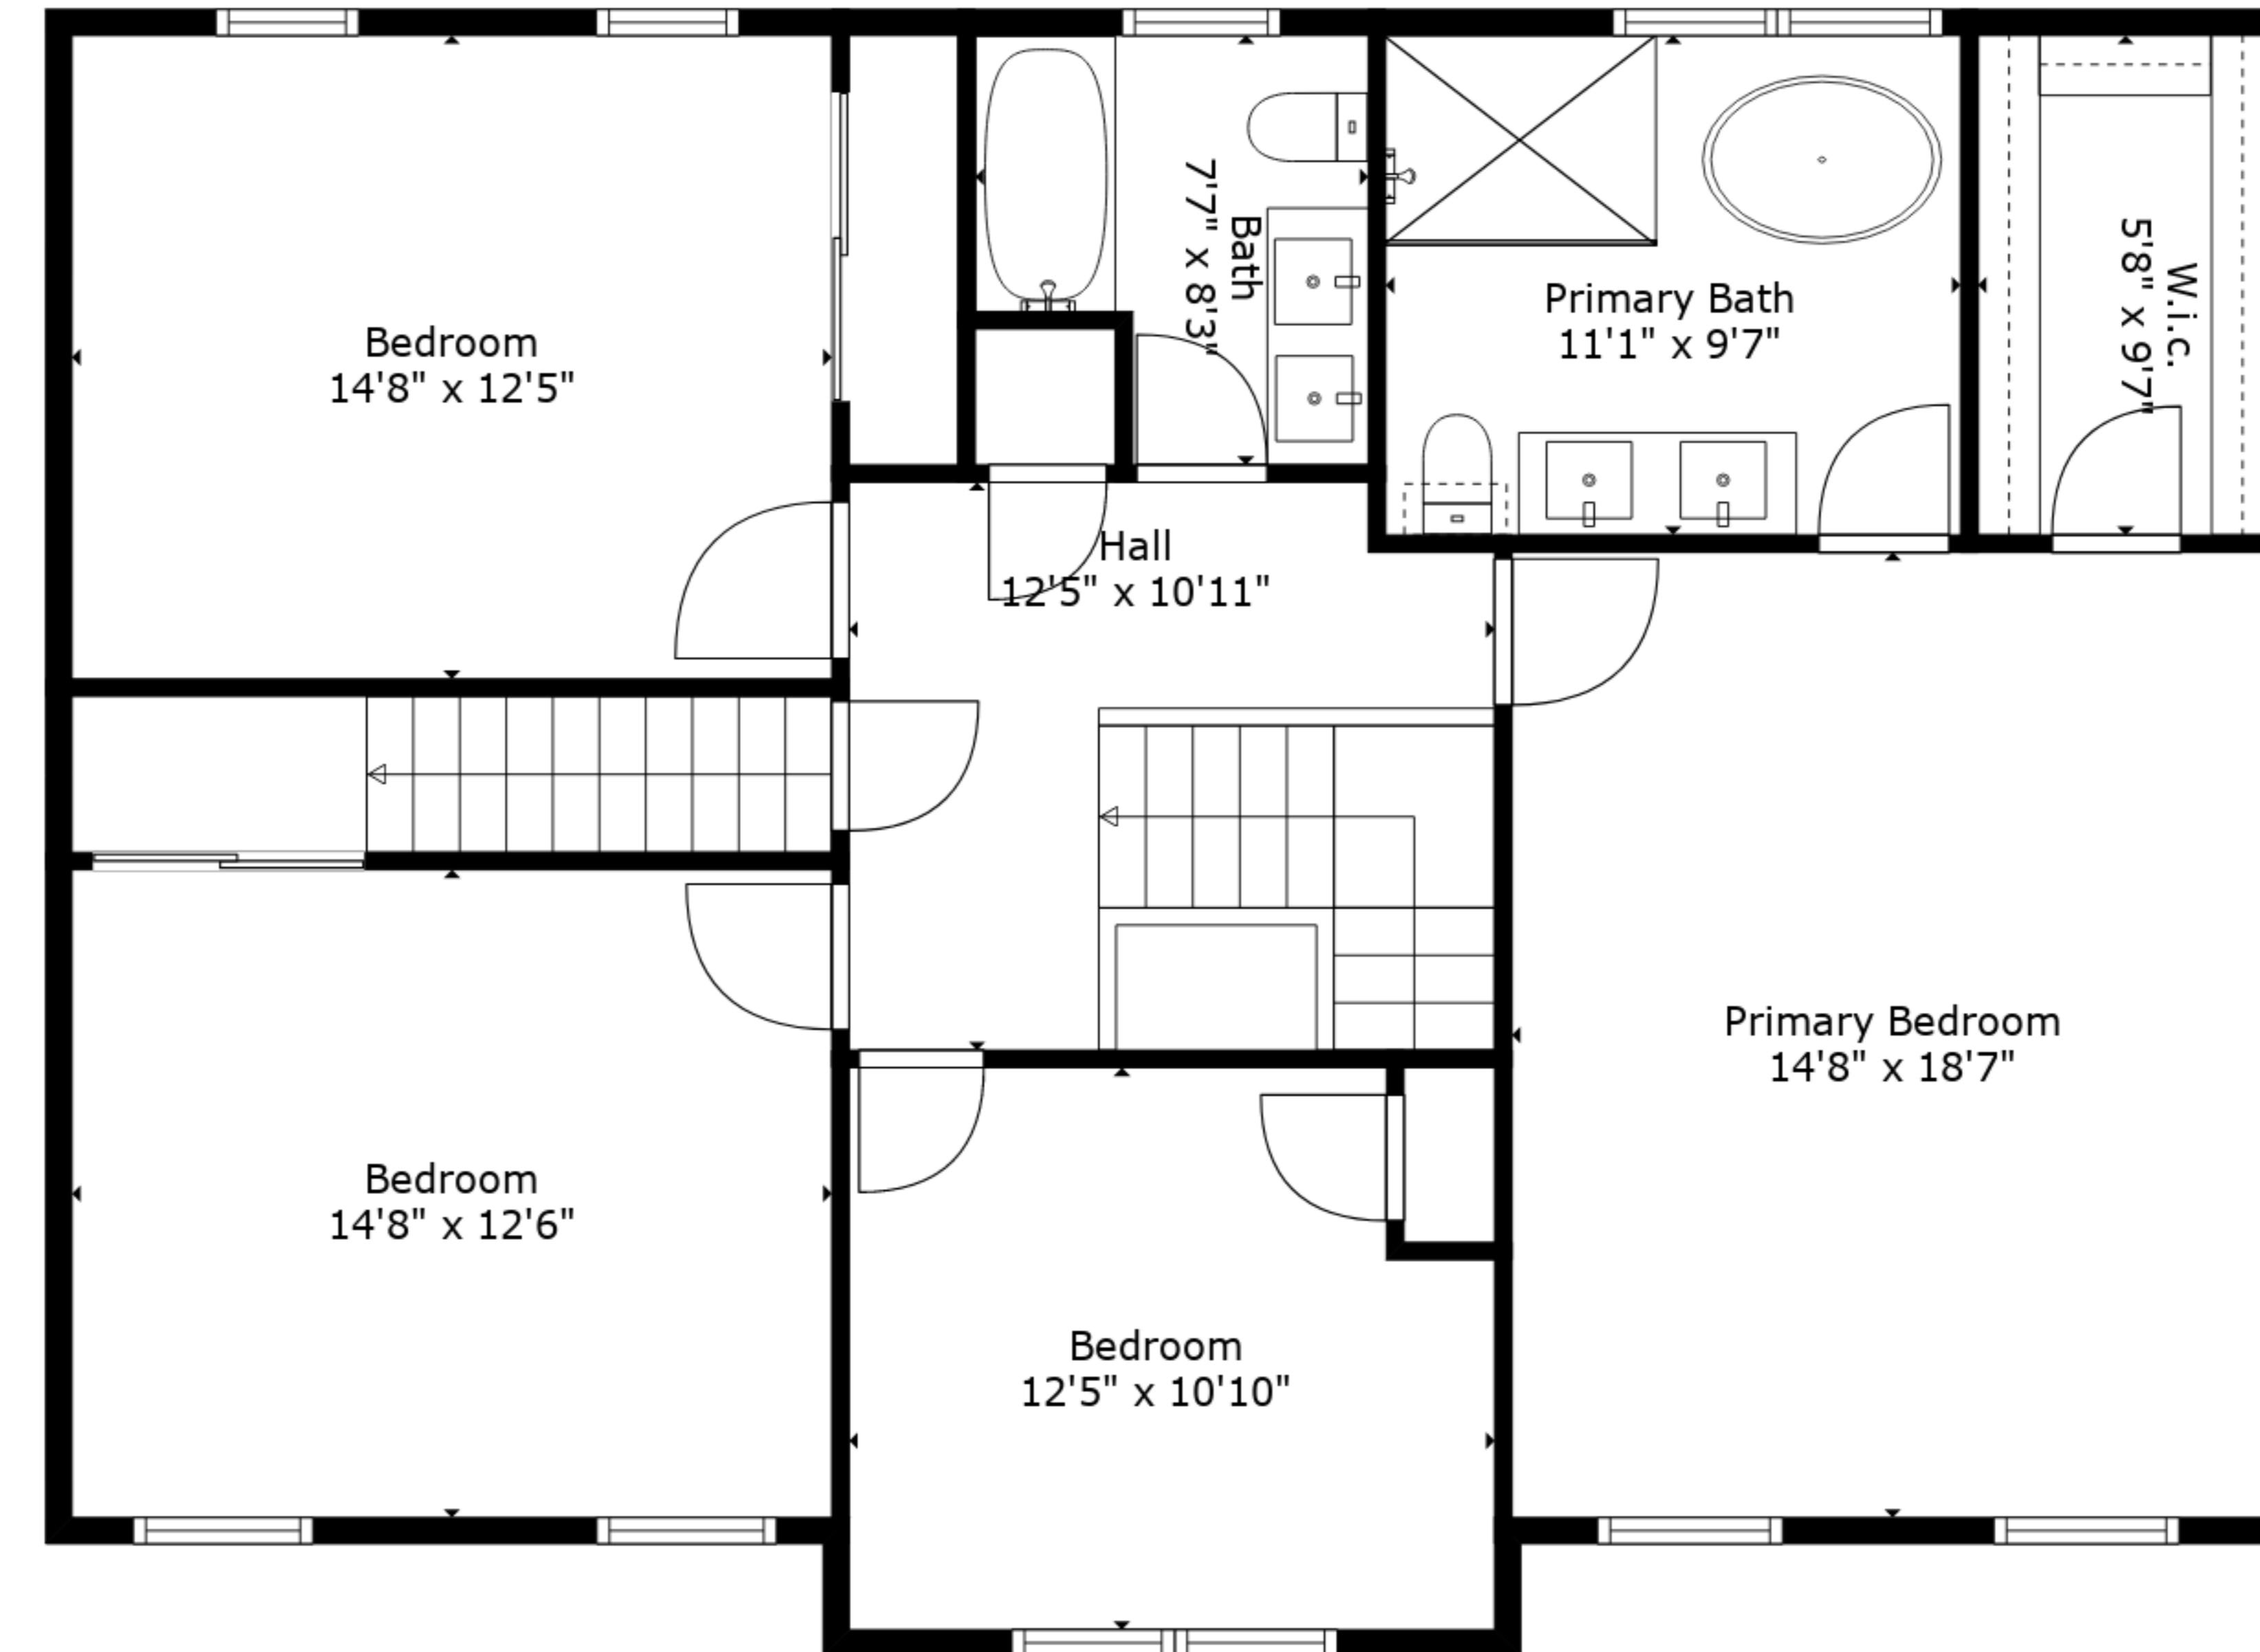 Bedroom
14'8" x 12'5"
Bath
7'7" x 8'3"
Primary Bath
11'1" x 9'7"
W.i.c.
5'8" x 9'7"
Hall
12'5" x 10'11"
Primary Bedroom
14'8" x 18'7"
Bedroom
14'8" x 12'6"
Bedroom
12'5" x 10'10"